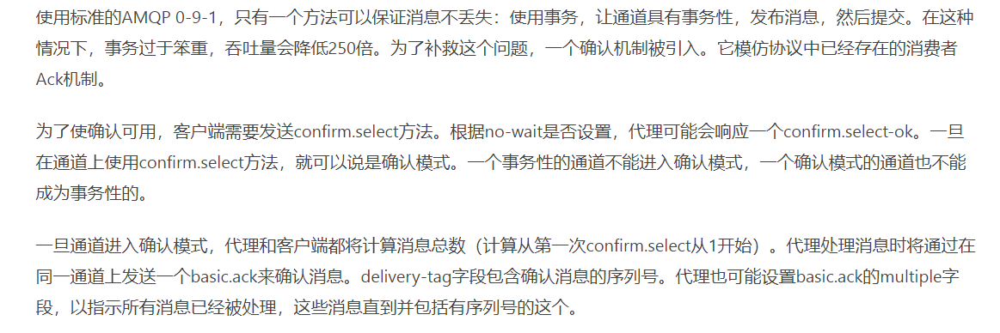 使用标准的AMQP 0-9-1，只有一个方法可以保证消息不丢失：使用事务，让通道具有事务性，发布消息，然后提交。在这种
情况下，事务过于笨重，吞吐量会降低250倍。为了补救这个问题，一个确认机制被引入。它模仿协议中已经存在的消费者
Ack机制。
为了使确认可用，客户端需要发送confirm.select方法。根据no-wait是否设置，代理可能会响应一个confirm.select-ok。一旦
在通道上使用confirm.select方法，就可以说是确认模式。一个事务性的通道不能进入确认模式，一个确认模式的通道也不能
成为事务性的。
一旦通道进入确认模式，代理和客户端都将计算消息总数（计算从第一次confirm.select从1开始）。代理处理消息时将通过在
同一通道上发送一个basic.ack来确认消息。delivery-tag字段包含确认消息的序列号。代理也可能设置basic.ack的multiple字
段，以指示所有消息已经被处理，这些消息直到并包括有序列号的这个。